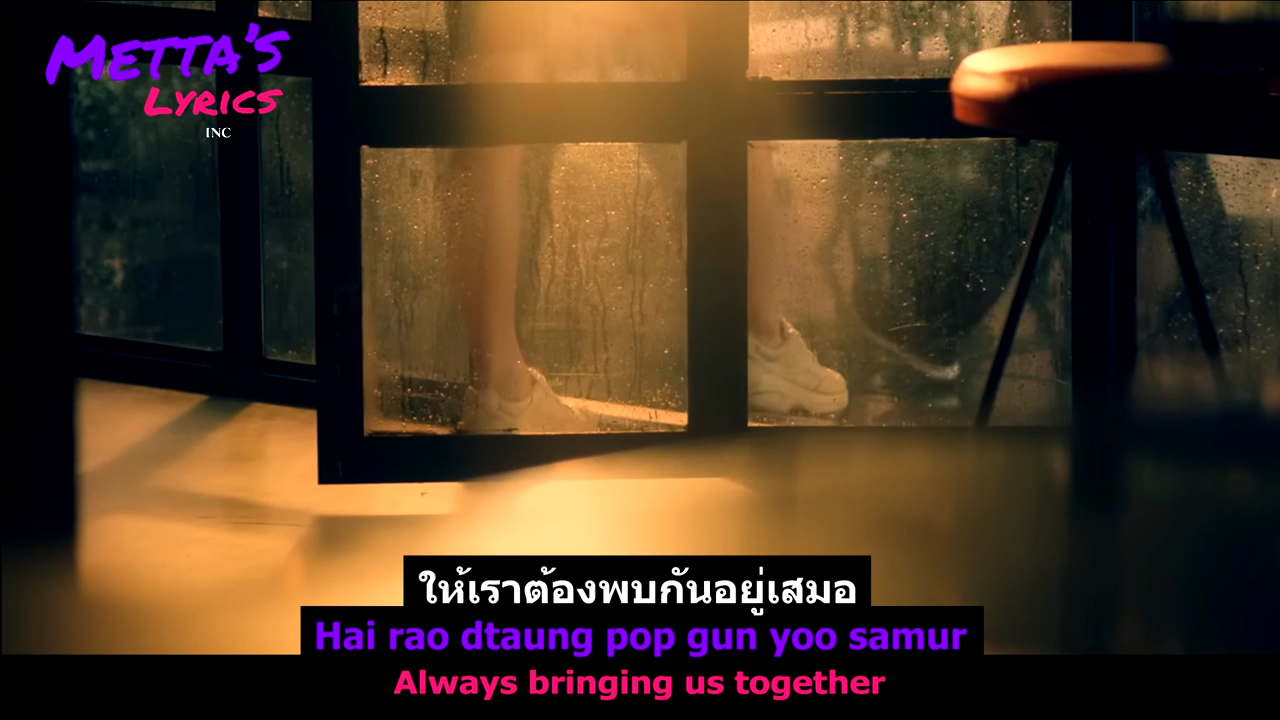 METTA'S
LYRICS
INC
ให้เราต้องพบกันอยู่เสมอ
Hai rao dtaung pop gun yoo samur
Always bringing us together